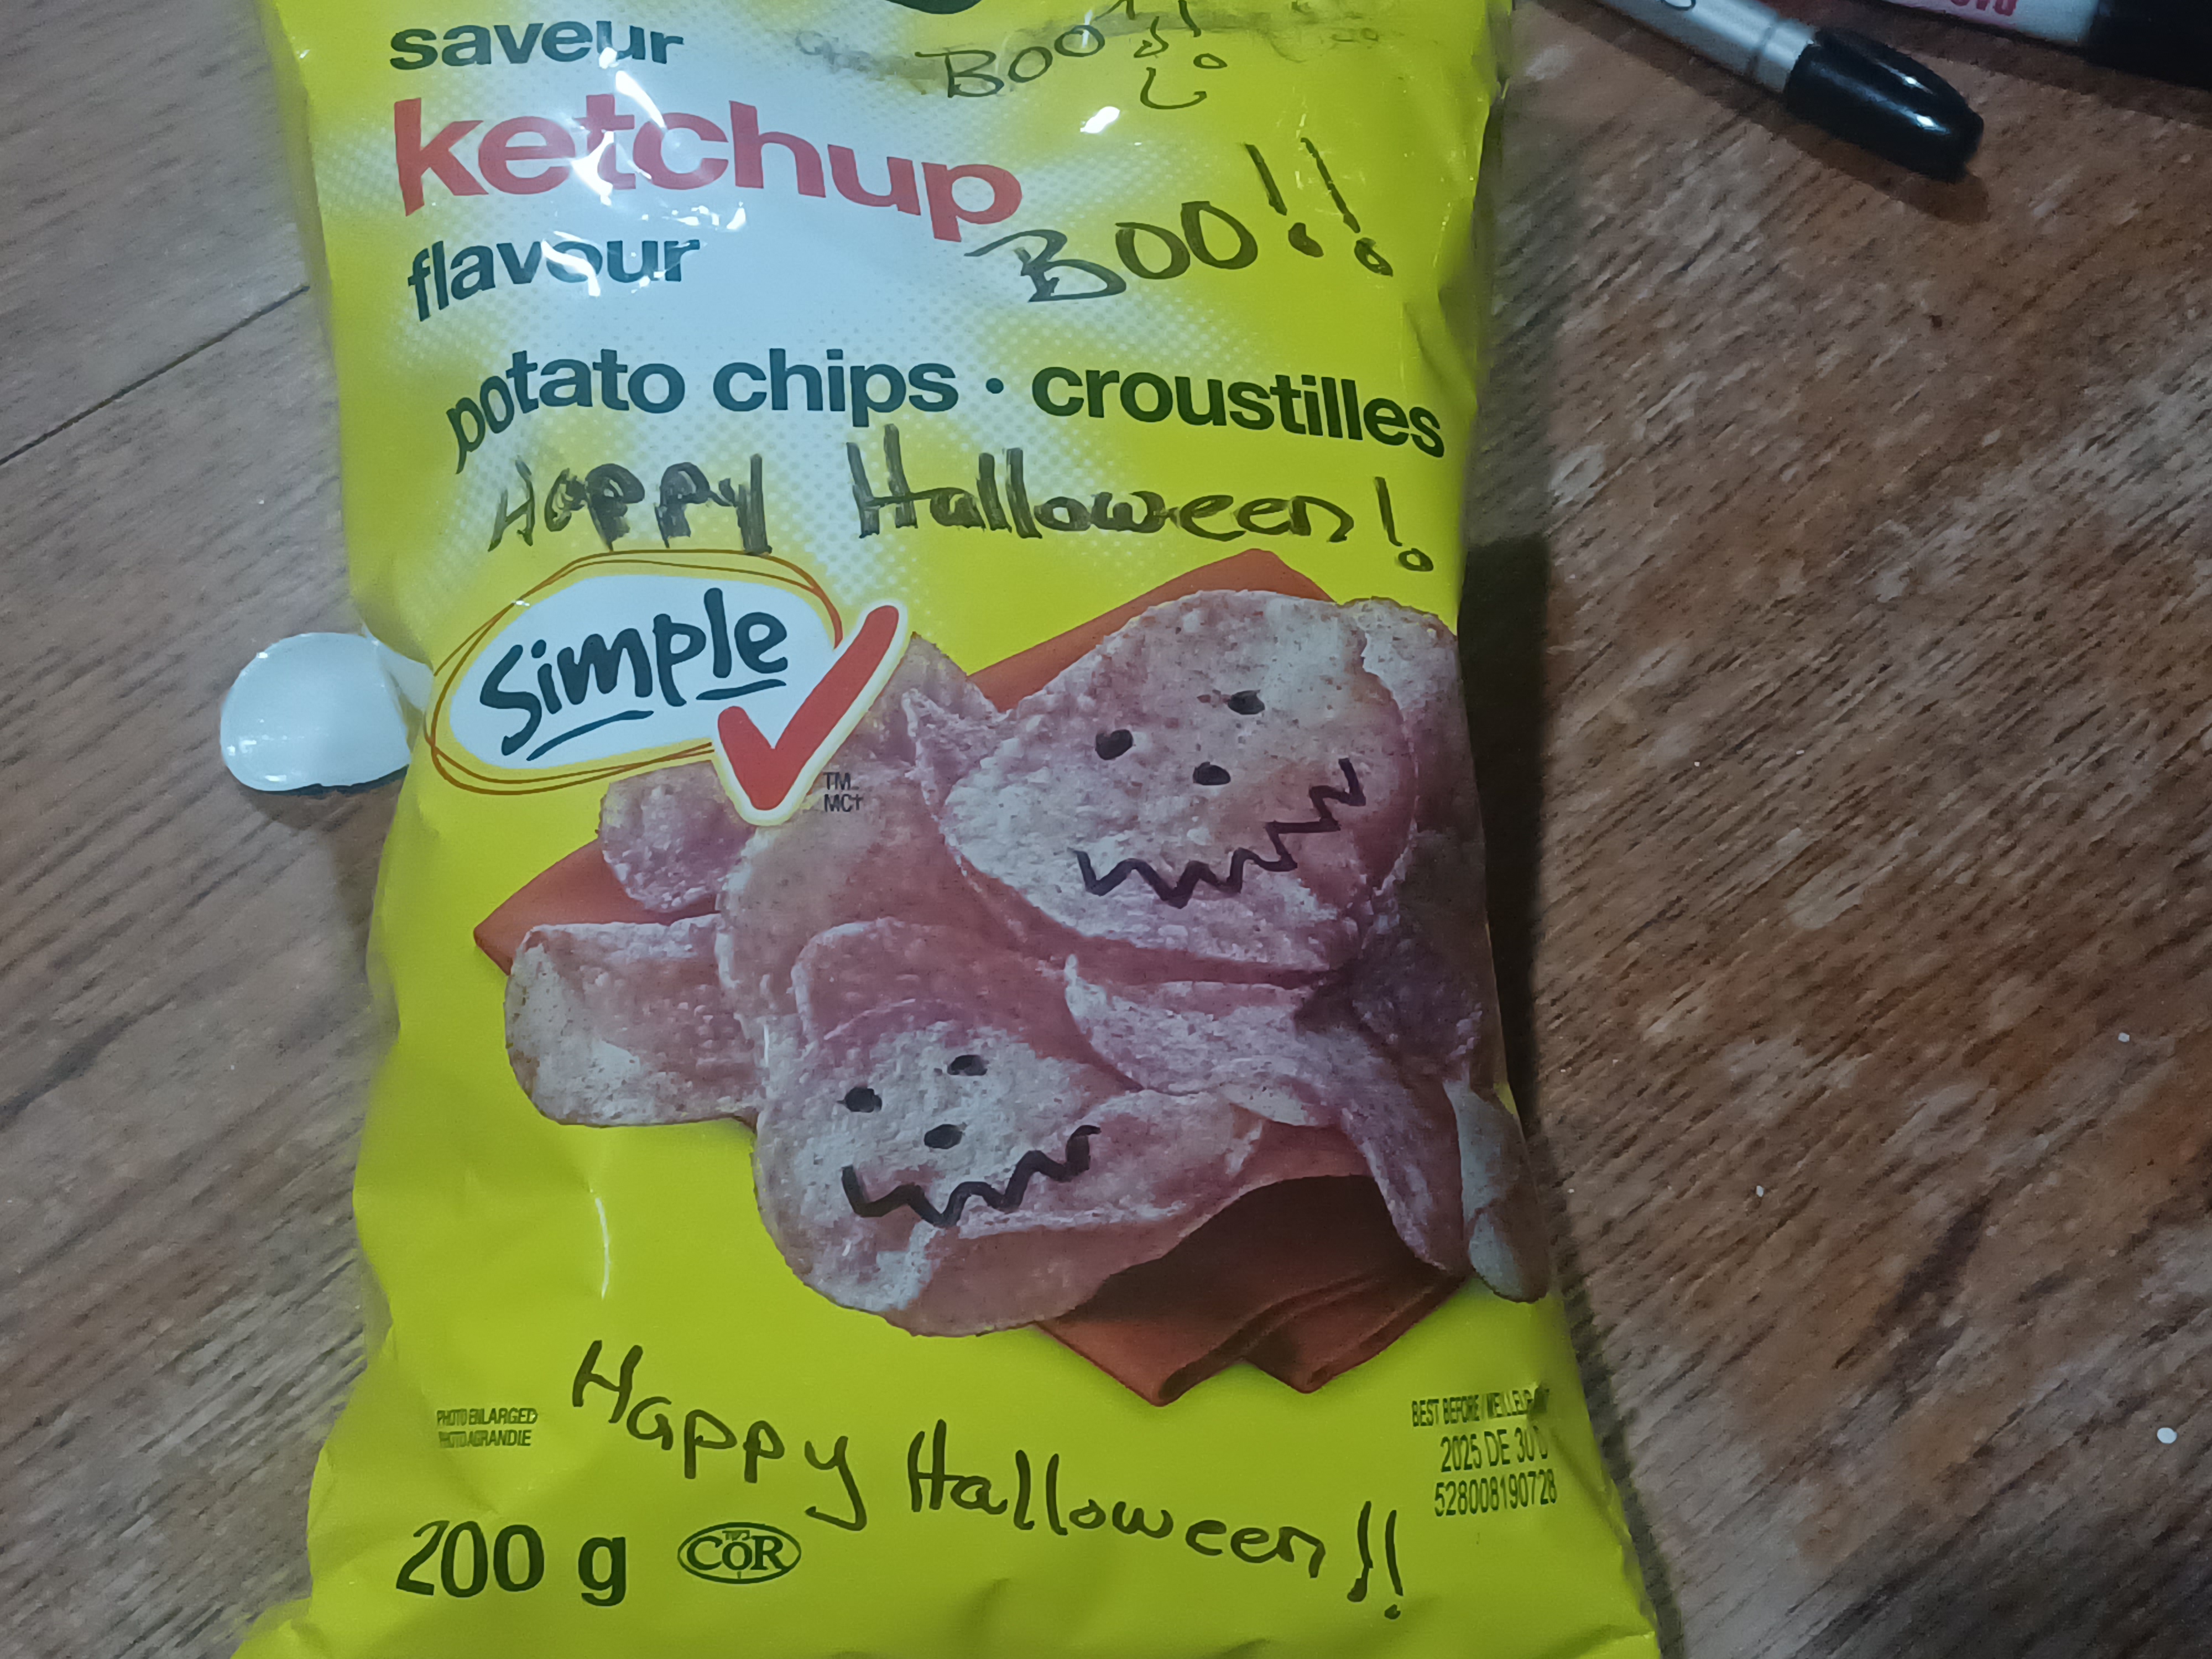 saveur
BOO!!
ketchup
BOO!!
flavour
potato chips • croustilles
Happy Halloween!
Simple
TM
MC†
PHOTO ENLARGED
PHOTO AGRANDIE
Happy Halloween!!
BEST BEFORE / MEILLEUR
2025 DE 30
528008190728
200 g
COR